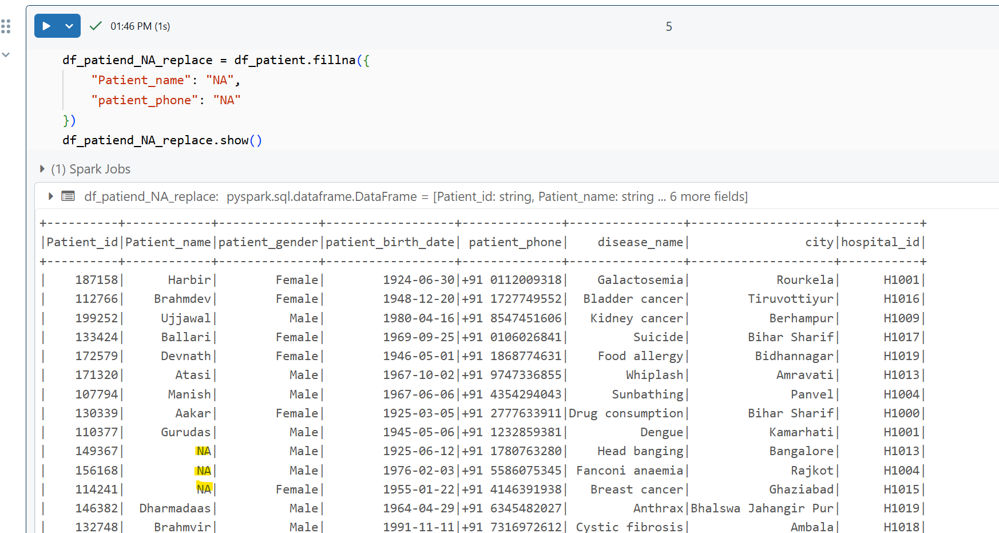 01:46 PM (1s)
5
df_patiend_NA_replace = df_patient.fillna({
    "Patient_name": "NA",
    "patient_phone": "NA"
})
df_patiend_NA_replace.show()
(1) Spark Jobs
df_patiend_NA_replace: pyspark.sql.dataframe.DataFrame = [Patient_id: string, Patient_name: string ... 6 more fields]
+----------+------------+--------------+------------------+--------------+----------------+--------------------+-----------+
|Patient_id|Patient_name|patient_gender|patient_birth_date| patient_phone|    disease_name|                city|hospital_id|
+----------+------------+--------------+------------------+--------------+----------------+--------------------+-----------+
|    187158|      Harbir|        Female|        1924-06-30|+91 0112009318|   Galactosemia|            Rourkela|      H1001|
|    112766|    Brahmdev|        Female|        1948-12-20|+91 1727749552|  Bladder cancer|        Tiruvottiyur|      H1016|
|    199252|     Ujjawal|          Male|        1980-04-16|+91 8547451606|   Kidney cancer|           Berhampur|      H1009|
|    133424|     Ballari|        Female|        1969-09-25|+91 0106026841|         Suicide|        Bihar Sharif|      H1017|
|    172579|    Devnath|        Female|        1946-05-01|+91 1868774631|    Food allergy|         Bidhannagar|      H1019|
|    171320|       Atasi|          Male|        1967-10-02|+91 9747336855|        Whiplash|            Amravati|      H1013|
|    107794|      Manish|          Male|        1967-06-06|+91 4354294043|      Sunbathing|              Panvel|      H1004|
|    130339|       Aakar|        Female|        1925-03-05|+91 2777633911|Drug consumption|        Bihar Sharif|      H1000|
|    110377|     Gurudas|          Male|        1945-05-06|+91 1232859381|          Dengue|           Kamarhati|      H1001|
|    149367|          NA|          Male|        1925-06-12|+91 1780763280|    Head banging|           Bangalore|      H1013|
|    156168|          NA|          Male|        1976-02-03|+91 5586075345| Fanconi anaemia|              Rajkot|      H1004|
|    114241|          NA|        Female|        1955-01-22|+91 4146391938|   Breast cancer|           Ghaziabad|      H1015|
|    146382|  Dharmadaas|          Male|        1964-04-29|+91 6345482027|         Anthrax|Bhalswa Jahangir Pur|      H1019|
|    132748|    Brahmvir|          Male|        1991-11-11|+91 7316972612| Cystic fibrosis|              Ambala|      H1018|